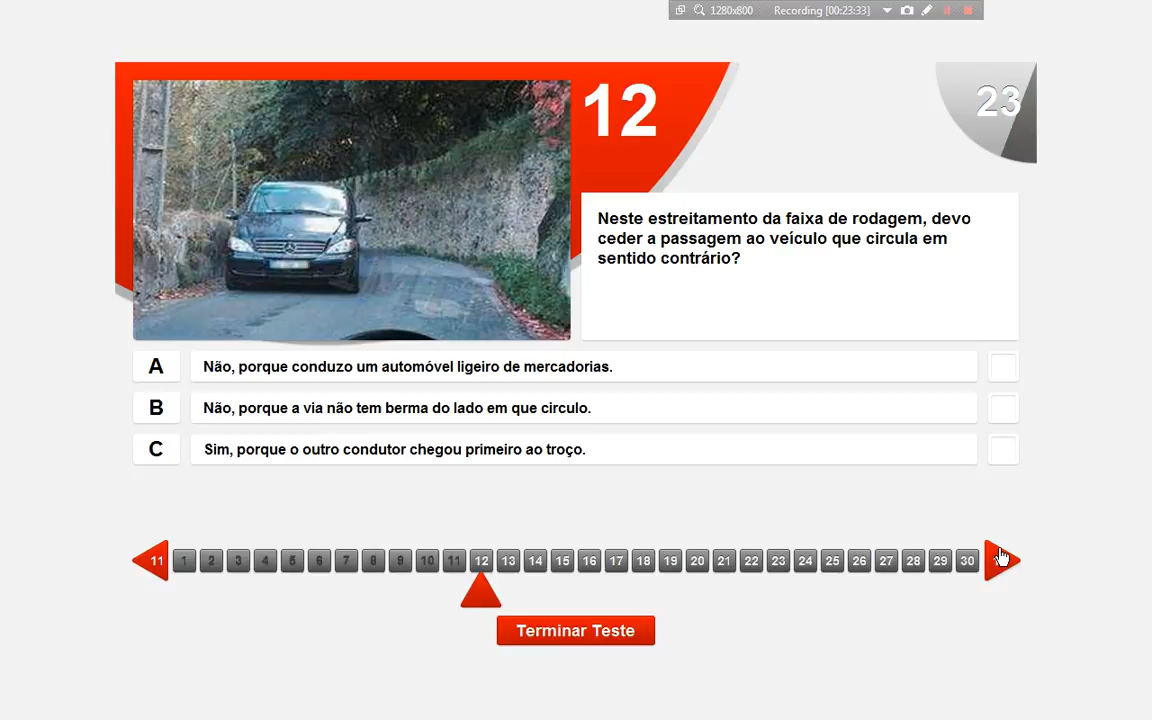 1280x800 Recording [00:23:33]
12
23
Neste estreitamento da faixa de rodagem, devo
ceder a passagem ao veículo que circula em
sentido contrário?
A Não, porque conduzo um automóvel ligeiro de mercadorias.
B Não, porque a via não tem berma do lado em que circulo.
C Sim, porque o outro condutor chegou primeiro ao troço.
11 1 2 3 4 5 6 7 8 9 10 11 12 13 14 15 16 17 18 19 20 21 22 23 24 25 26 27 28 29 30
Terminar Teste